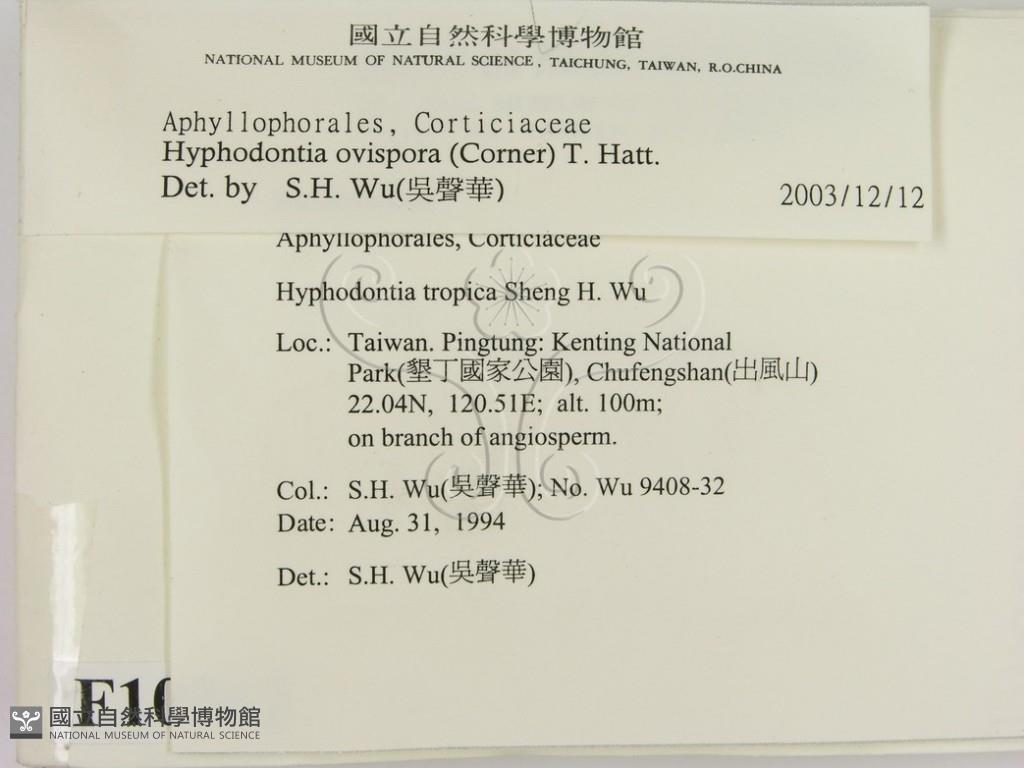 國立自然科學博物館
NATIONAL MUSEUM OF NATURAL SCIENCE, TAICHUNG, TAIWAN, R.O.CHINA
Aphyllophorales, Corticiaceae
Hyphodontia ovispora (Corner) T. Hatt.
Det. by S.H. Wu(吳聲華) 2003/12/12
Aphyllophorales, Corticiaceae
Hyphodontia tropica Sheng H. Wu
Loc.: Taiwan. Pingtung: Kenting National
Park(墾丁國家公園), Chufengshan(出風山)
22.04N, 120.51E; alt. 100m;
on branch of angiosperm.
Col.: S.H. Wu(吳聲華); No. Wu 9408-32
Date: Aug. 31, 1994
Det.: S.H. Wu(吳聲華)
F10
國立自然科學博物館
NATIONAL MUSEUM OF NATURAL SCIENCE